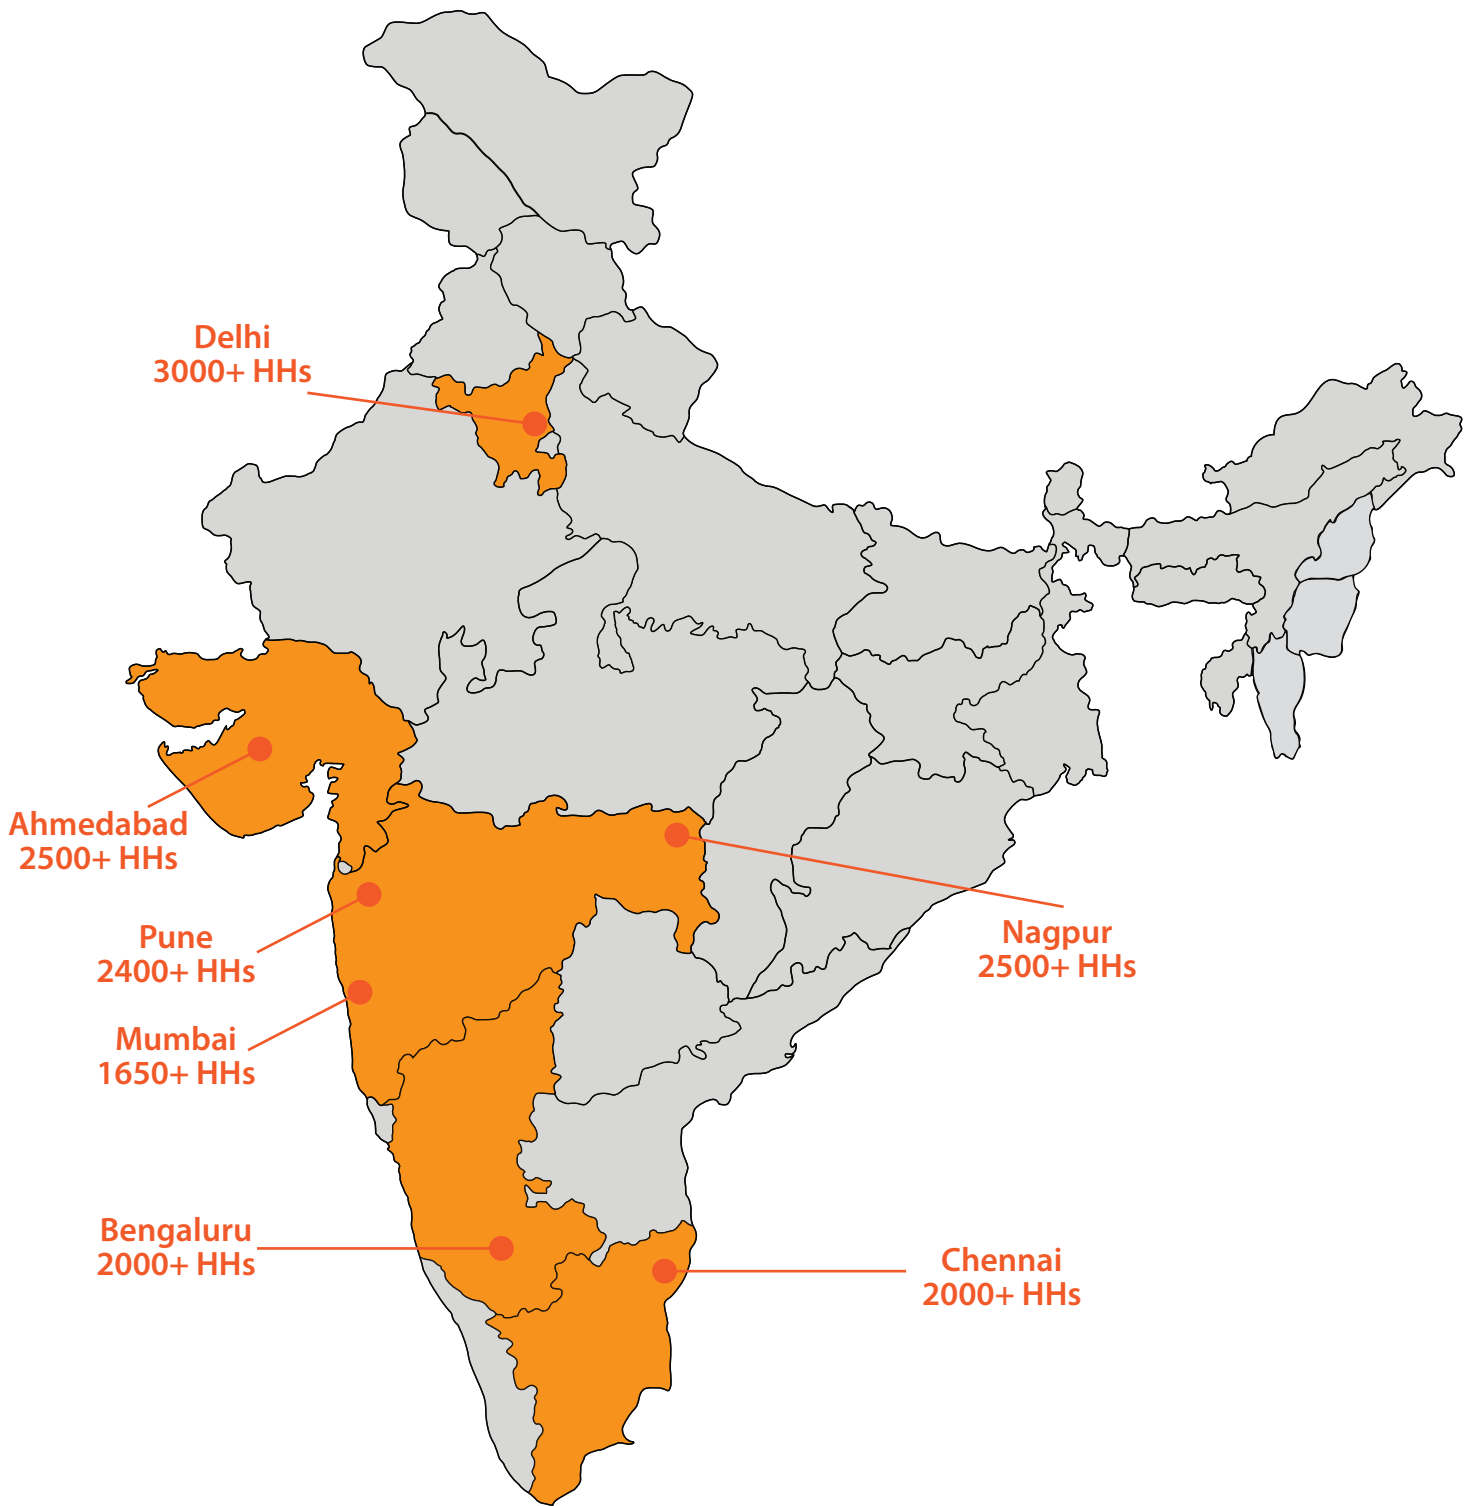 Delhi
3000+ HHs
Ahmedabad
2500+ HHs
Pune
2400+ HHs
Nagpur
2500+ HHs
Mumbai
1650+ HHs
Bengaluru
2000+ HHs
Chennai
2000+ HHs